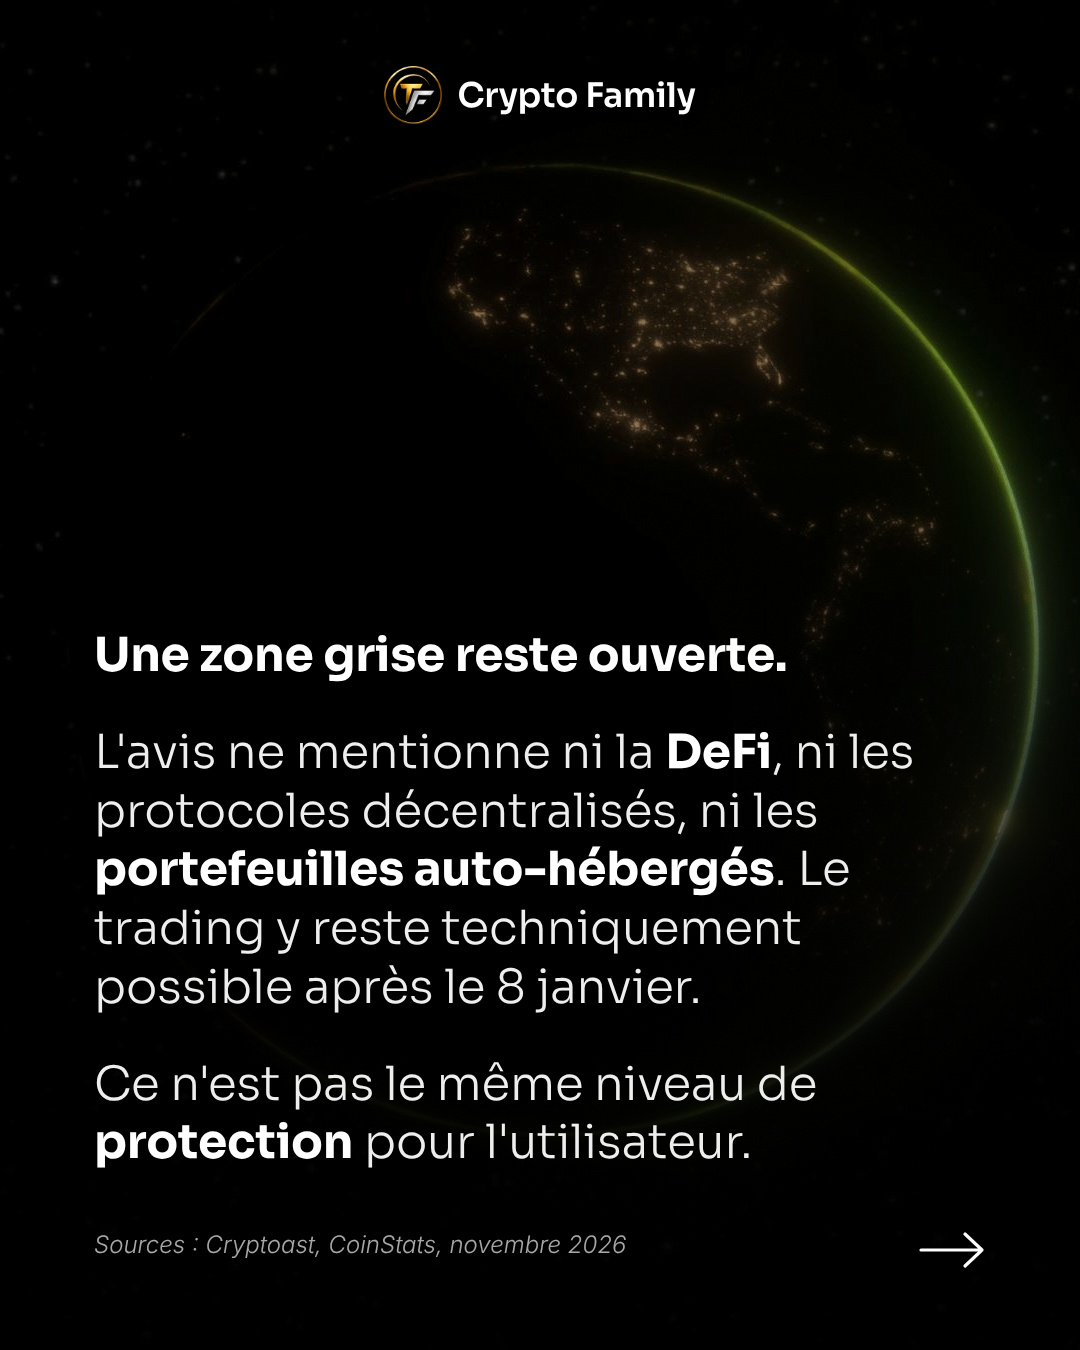 TF
Crypto Family
Une zone grise reste ouverte.
L'avis ne mentionne ni la DeFi, ni les
protocoles décentralisés, ni les
portefeuilles auto-hébergés. Le
trading y reste techniquement
possible après le 8 janvier.
Ce n'est pas le même niveau de
protection pour l'utilisateur.
Sources : Cryptoast, CoinStats, novembre 2026